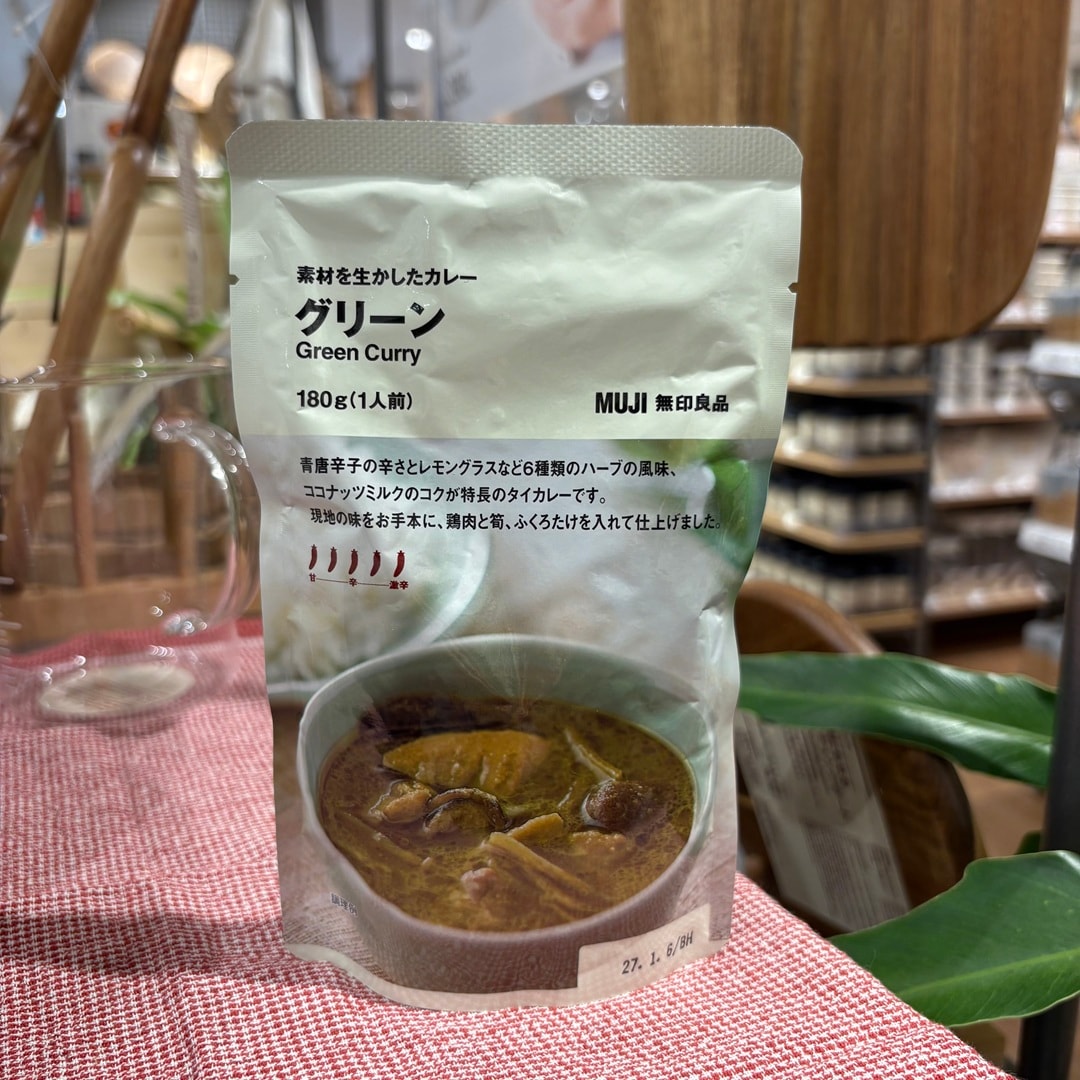 素材を生かしたカレー
グリーン
Green Curry
180g(1人前)
MUJI 無印良品
青唐辛子の辛さとレモングラスなど6種類のハーブの風味、
ココナッツミルクのコクが特長のタイカレーです。
現地の味をお手本に、鶏肉と筍、ふくろたけを入れて仕上げました。
甘 辛 激辛
調理例
27. 1. 6/BH